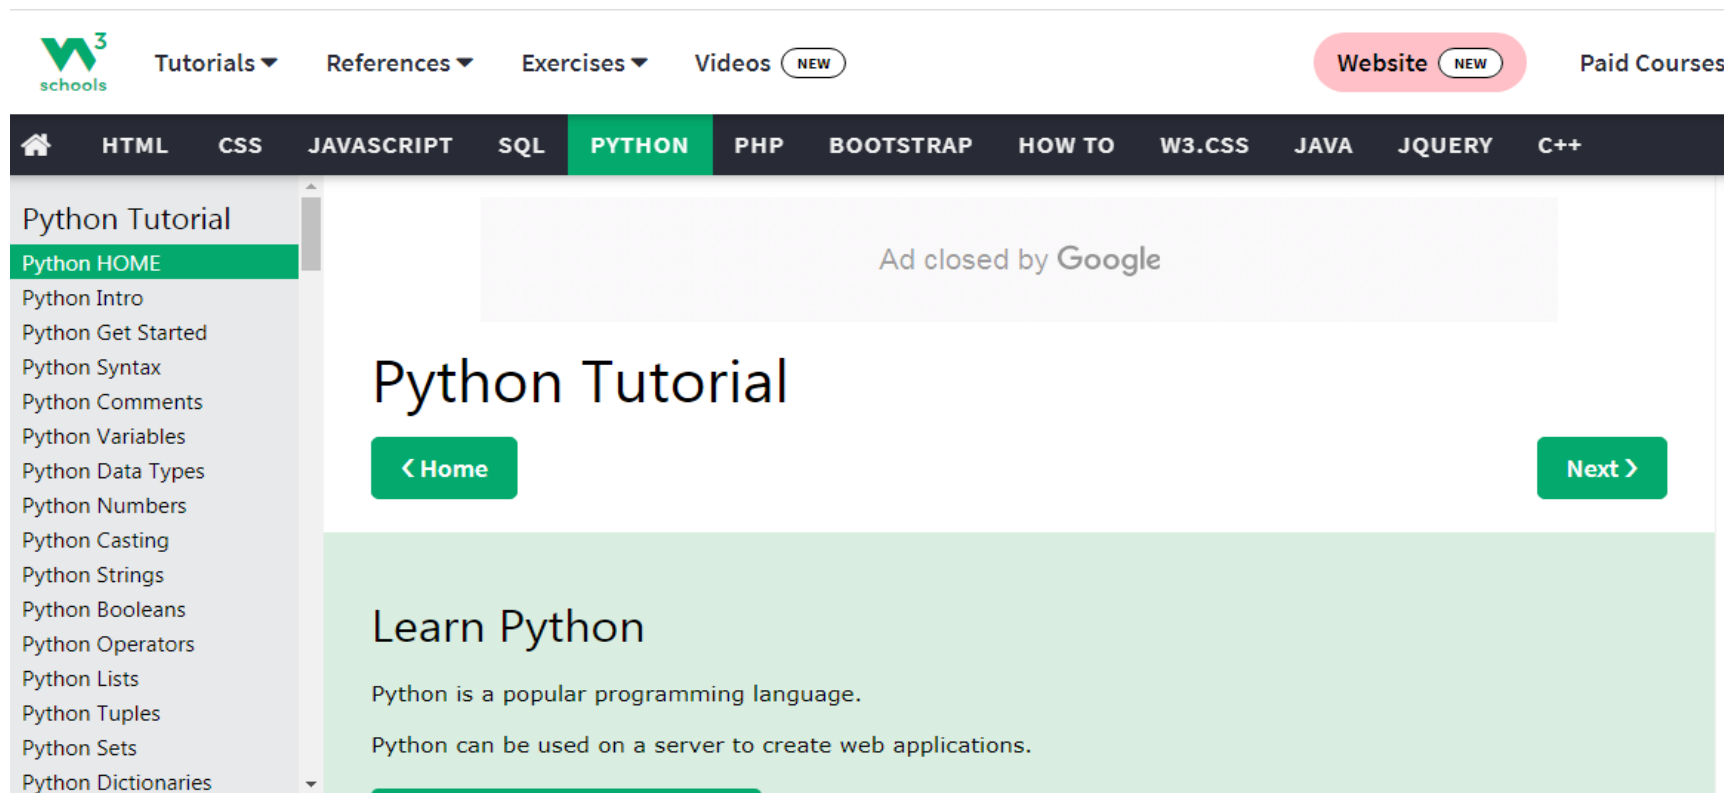 W3 schools
Tutorials References Exercises Videos NEW Website NEW Paid Courses
HTML CSS JAVASCRIPT SQL PYTHON PHP BOOTSTRAP HOW TO W3.CSS JAVA JQUERY C++
Python Tutorial
Python HOME
Python Intro
Python Get Started
Python Syntax
Python Comments
Python Variables
Python Data Types
Python Numbers
Python Casting
Python Strings
Python Booleans
Python Operators
Python Lists
Python Tuples
Python Sets
Python Dictionaries
Ad closed by Google
Python Tutorial
❮ Home Next ❯
Learn Python
Python is a popular programming language.
Python can be used on a server to create web applications.